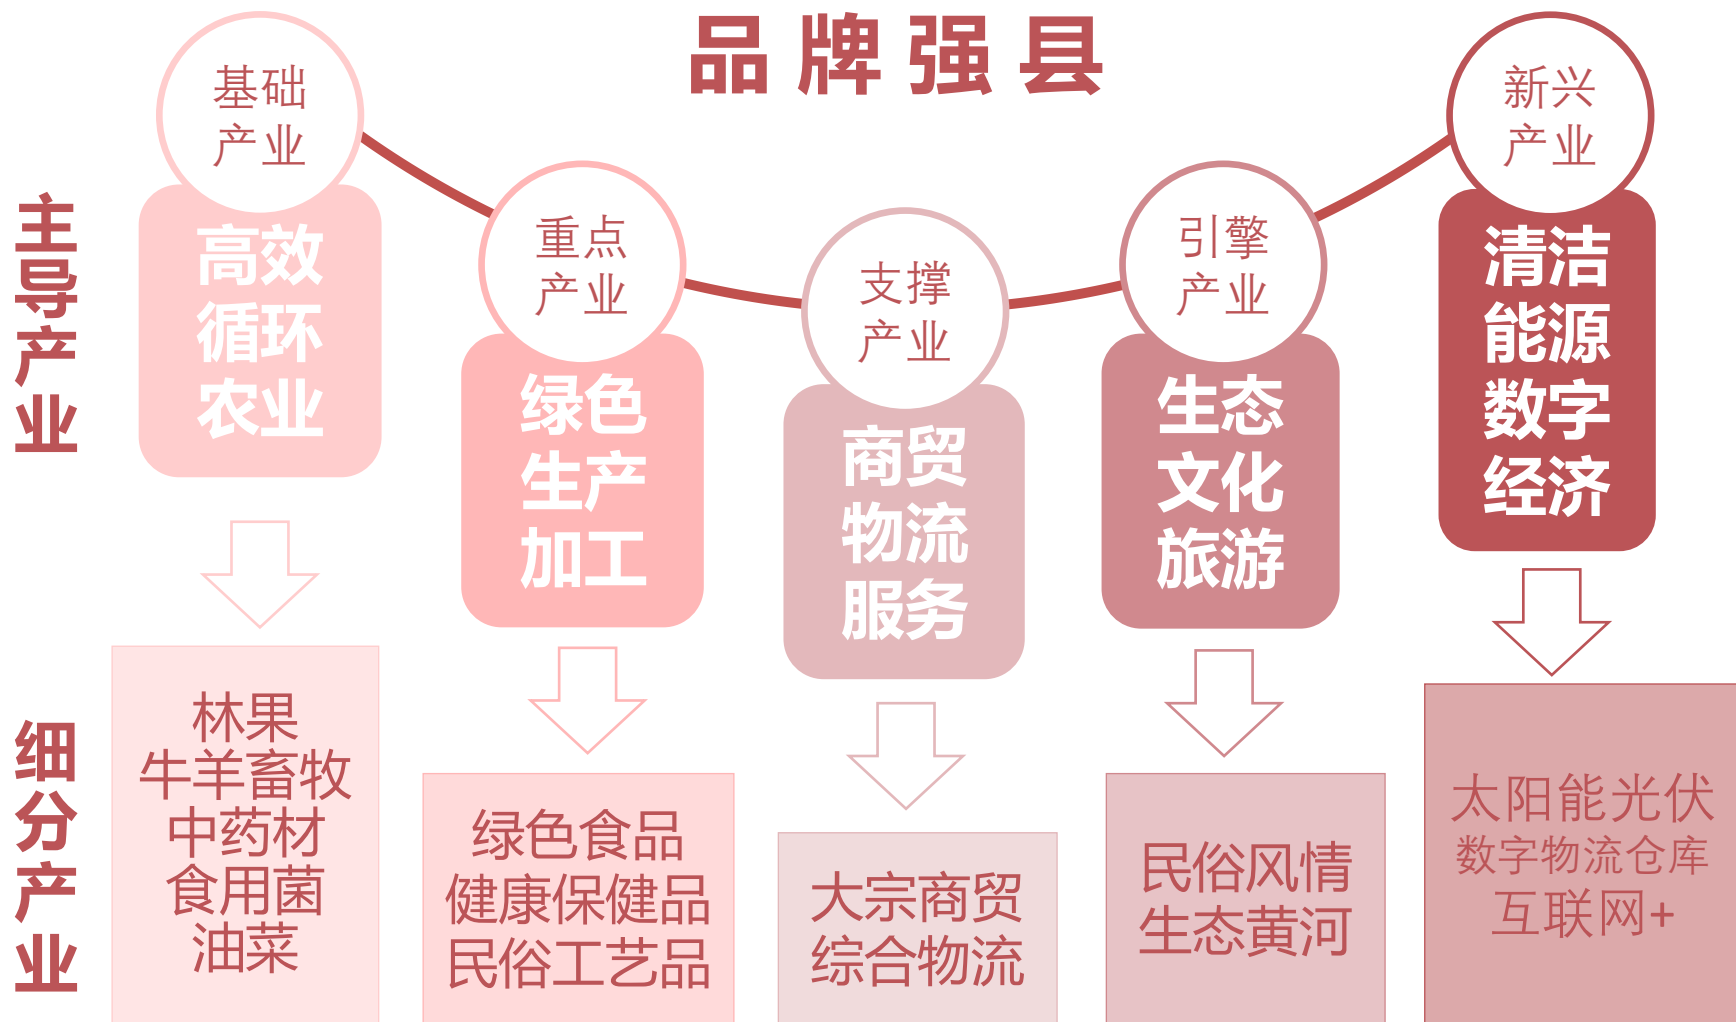 品牌强县
主导产业
基础
产业
高效
循环
农业
重点
产业
绿色
生产
加工
支撑
产业
商贸
物流
服务
引擎
产业
生态
文化
旅游
新兴
产业
清洁
能源
数字
经济
细分产业
林果
牛羊畜牧
中药材
食用菌
油菜
绿色食品
健康保健品
民俗工艺品
大宗商贸
综合物流
民俗风情
生态黄河
太阳能光伏
数字物流仓库
互联网+